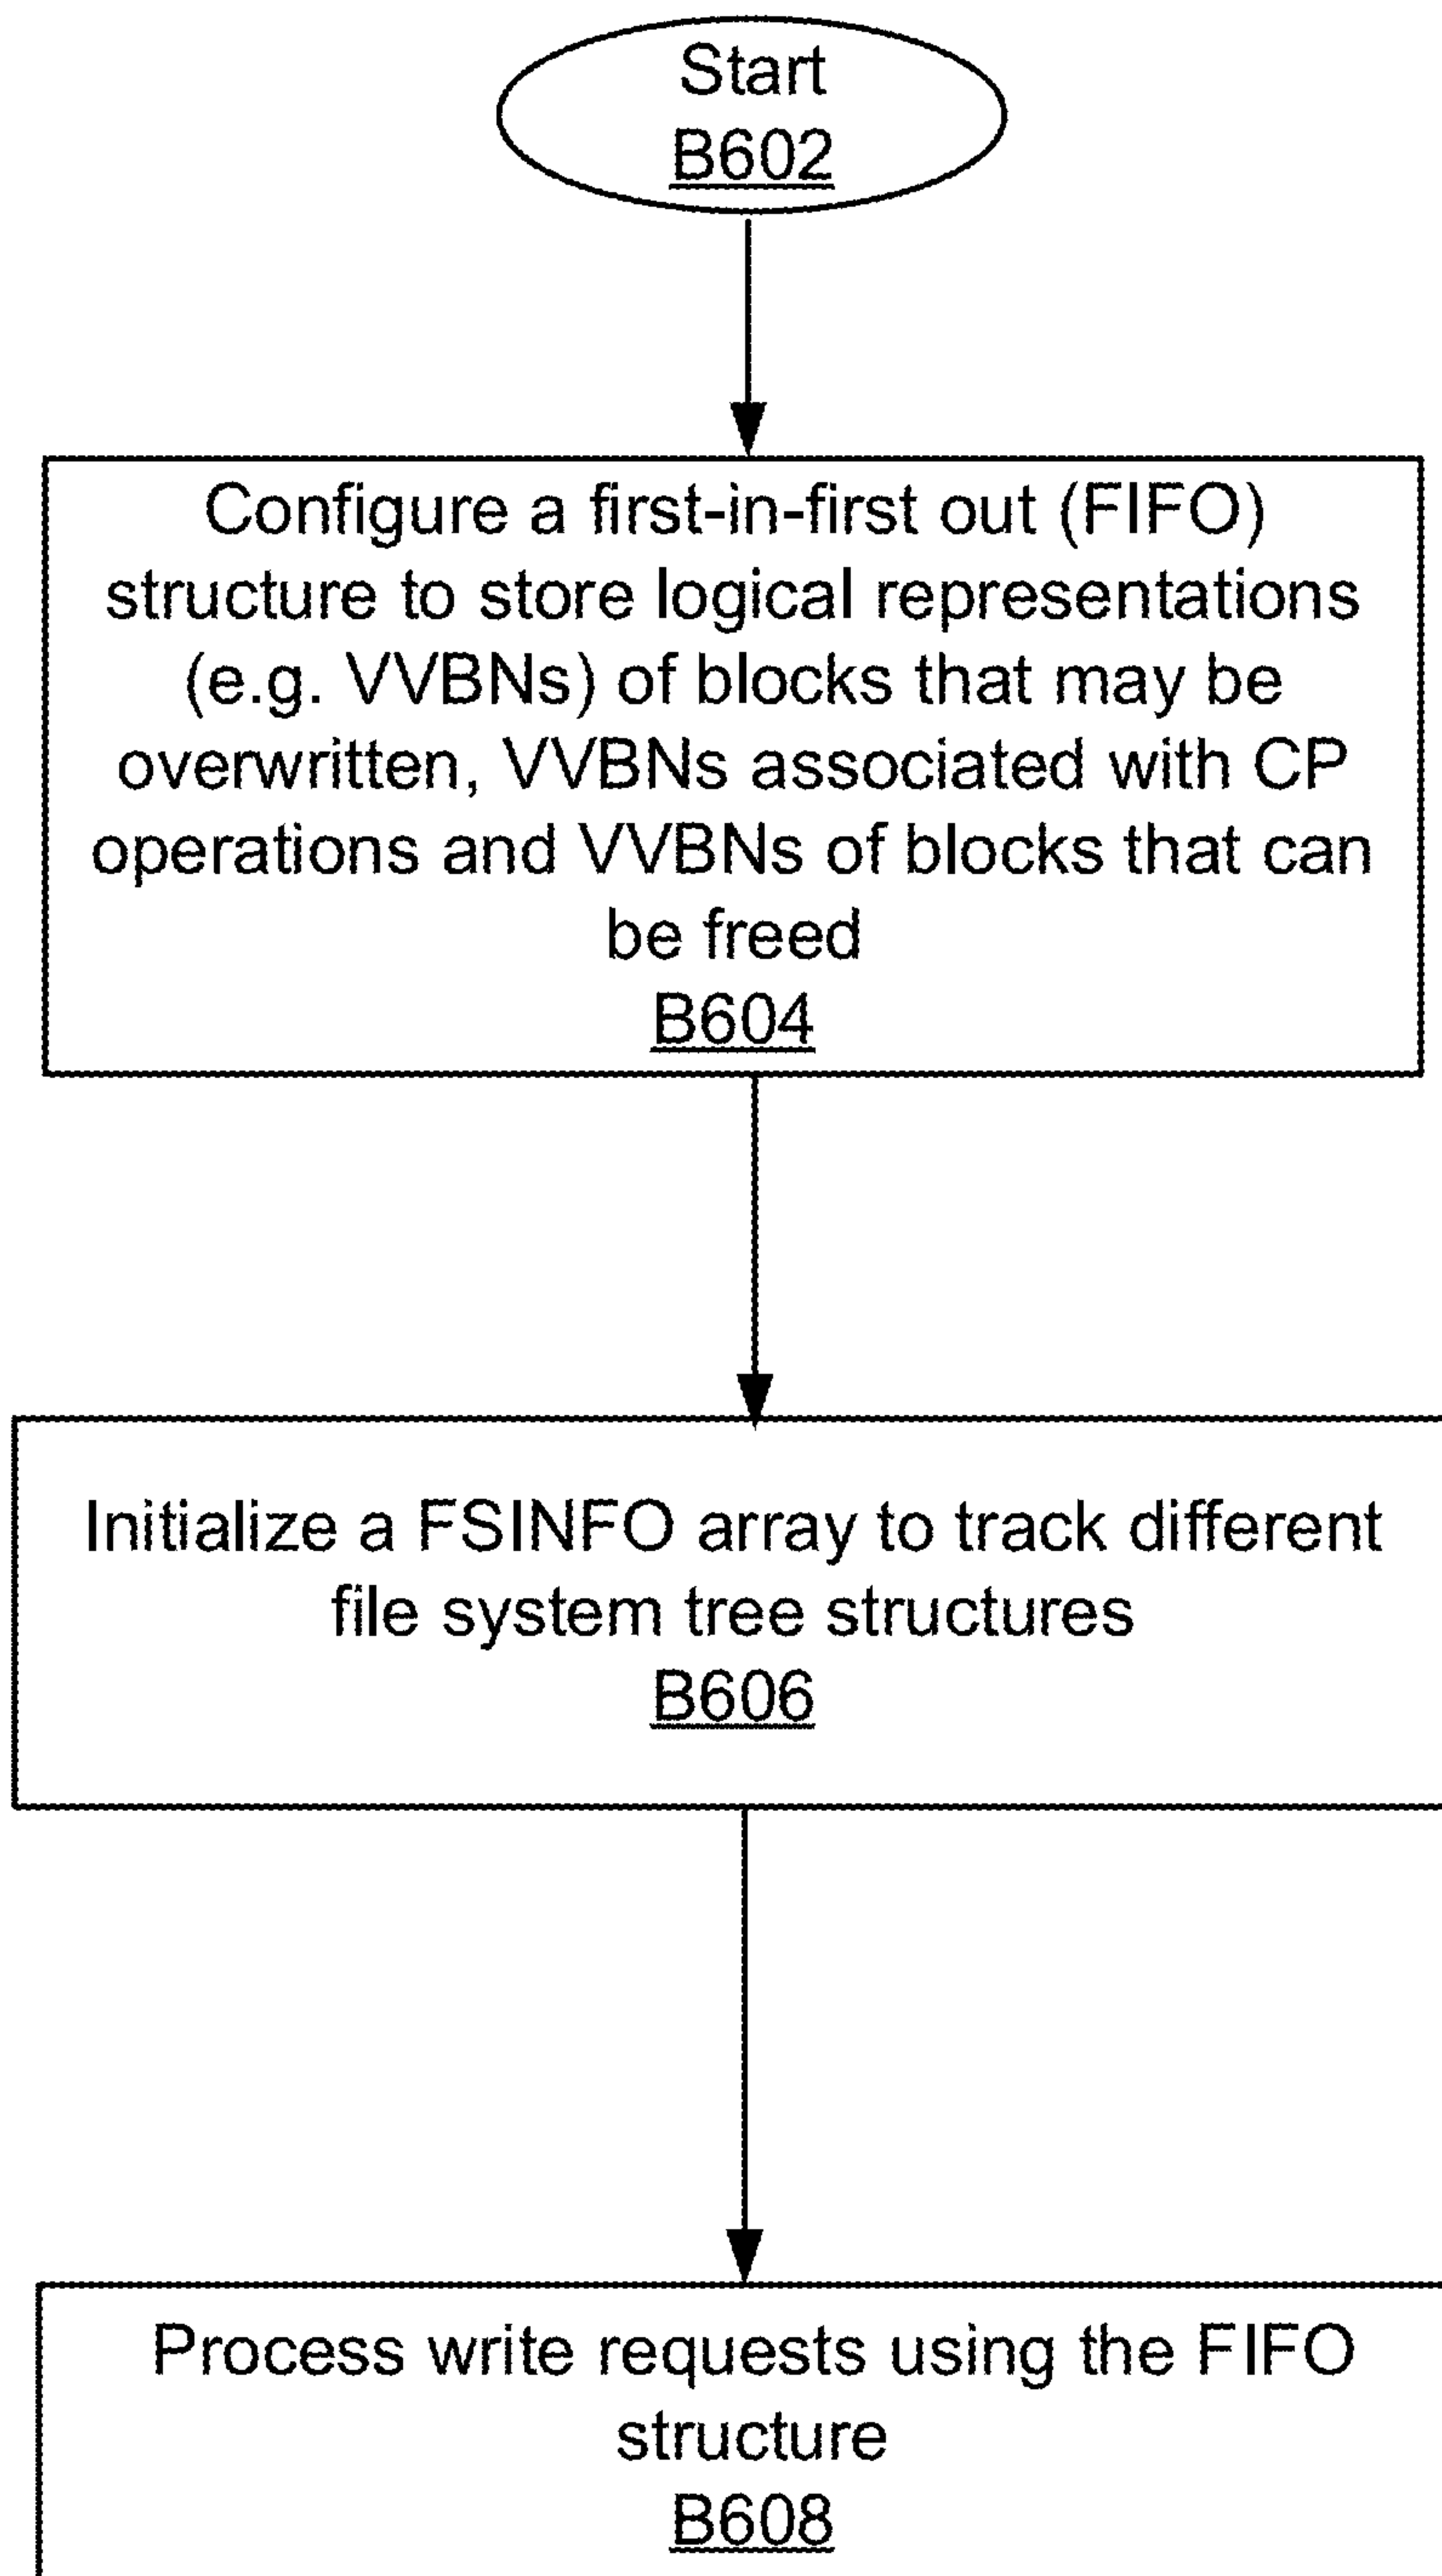 Start
B602
Configure a first-in-first out (FIFO)
structure to store logical representations
(e.g. VVBNs) of blocks that may be
overwritten, VVBNs associated with CP
operations and VVBNs of blocks that can
be freed
B604
Initialize a FSINFO array to track different
file system tree structures
B606
Process write requests using the FIFO
structure
B608